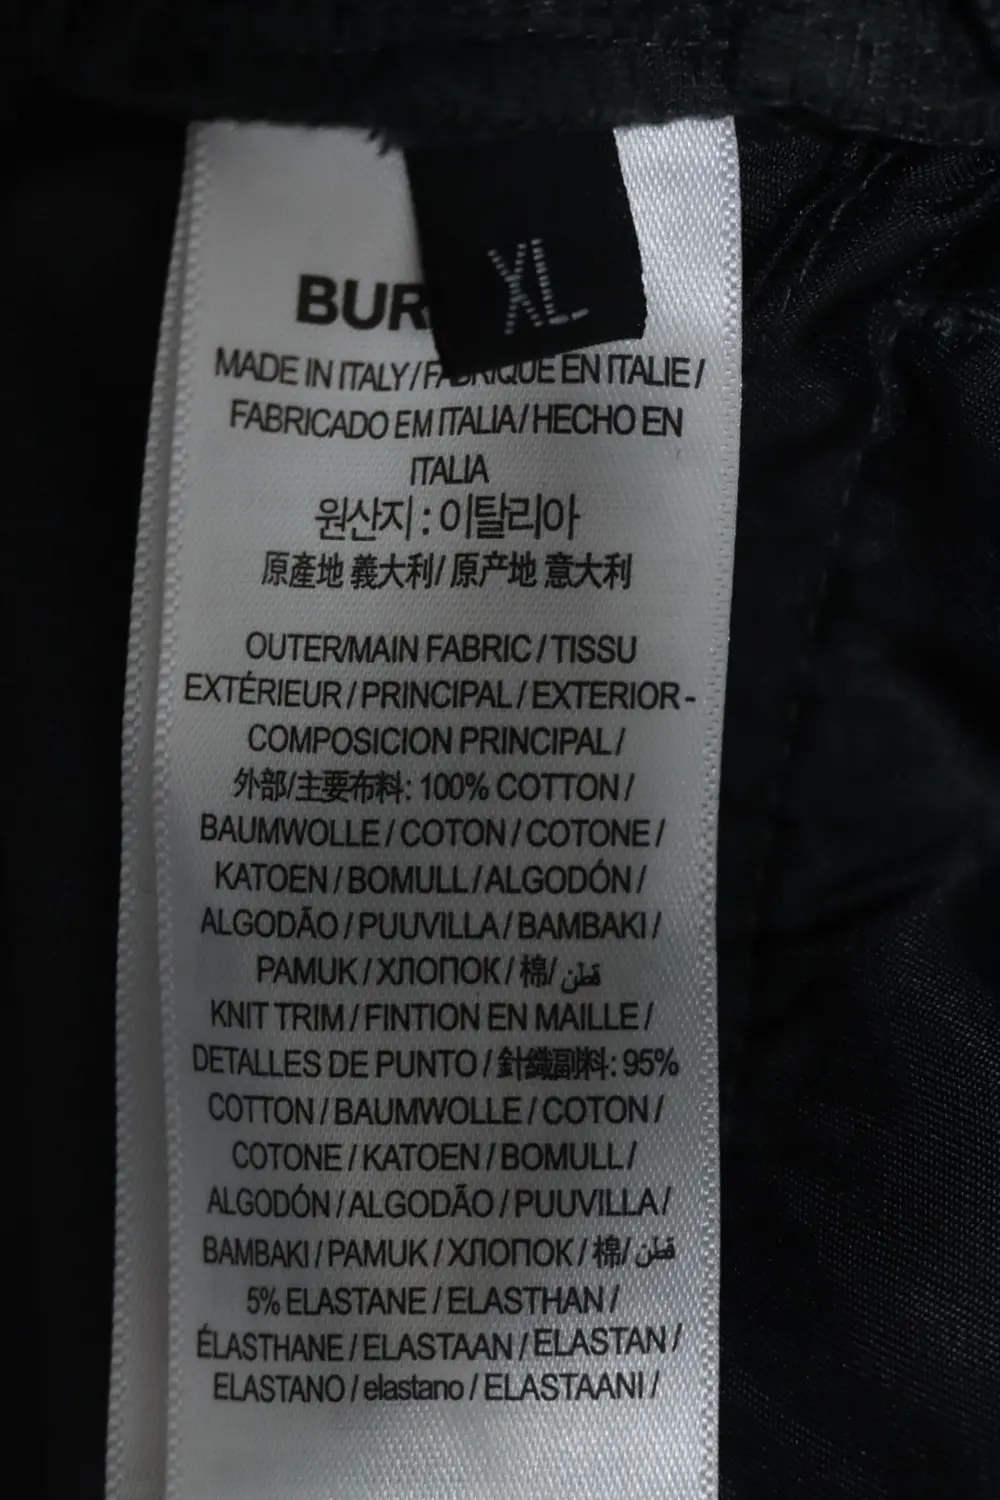 XL
BUR
MADE IN ITALY / FABRIQUE EN ITALIE /
FABRICADO EM ITALIA / HECHO EN
ITALIA
원산지 : 이탈리아
原產地 義大利/ 原产地 意大利
OUTER/MAIN FABRIC / TISSU
EXTÉRIEUR / PRINCIPAL / EXTERIOR -
COMPOSICION PRINCIPAL /
外部/主要布料: 100% COTTON /
BAUMWOLLE / COTON / COTONE /
KATOEN / BOMULL / ALGODÓN /
ALGODÃO / PUUVILLA / BAMBAKI /
PAMUK / ХЛОПОК / 棉/ قطن
KNIT TRIM / FINTION EN MAILLE /
DETALLES DE PUNTO / 針織副料: 95%
COTTON / BAUMWOLLE / COTON /
COTONE / KATOEN / BOMULL /
ALGODÓN / ALGODÃO / PUUVILLA /
BAMBAKI / PAMUK / ХЛОПОК / 棉/ قطن
5% ELASTANE / ELASTHAN /
ÉLASTHANE / ELASTAAN / ELASTAN /
ELASTANO / elastano / ELASTAANI /